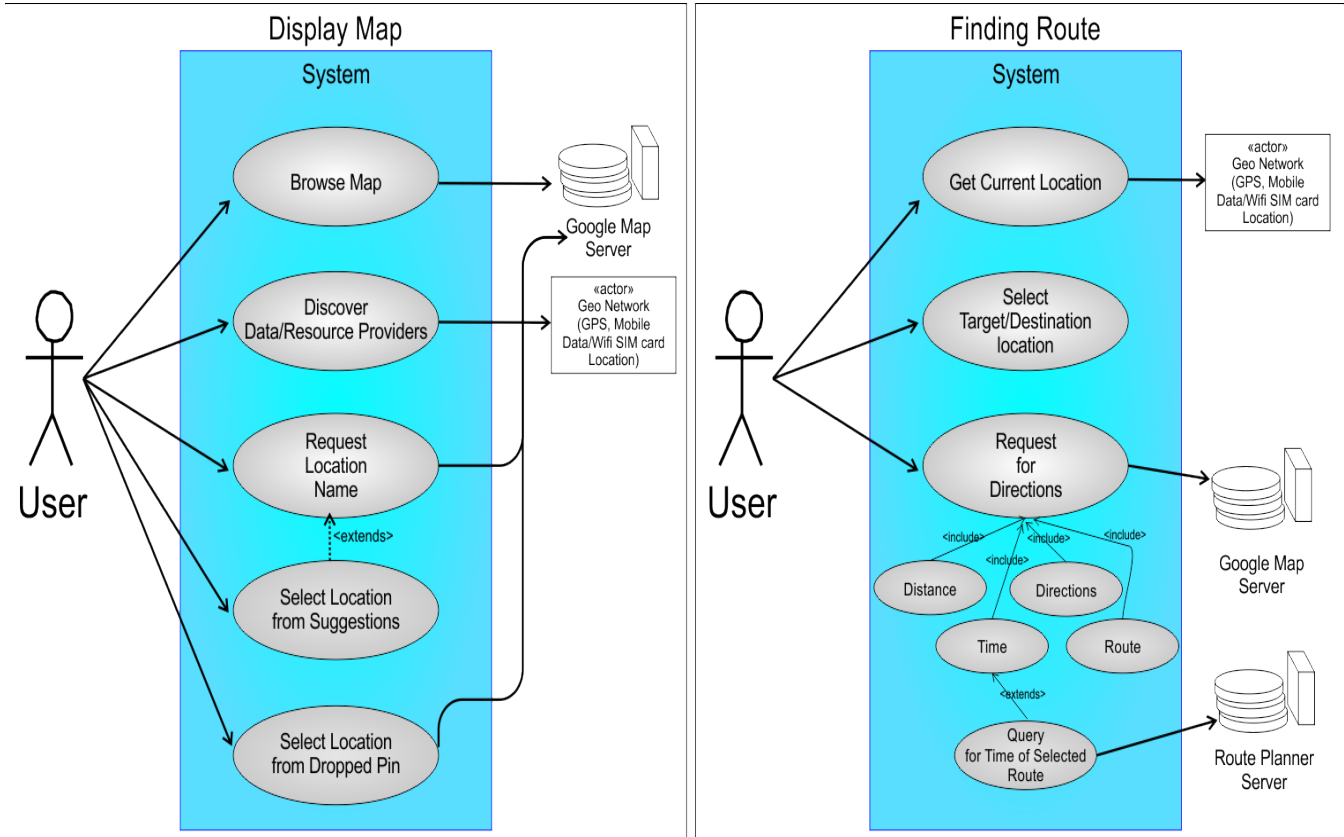 Display Map
System
Browse Map
Google Map
Server
Discover
Data/Resource Providers
«actor»
Geo Network
(GPS, Mobile
Data/Wifi SIM card
Location)
Request
Location
Name
<extends>
User
Select Location
from Suggestions
Select Location
from Dropped Pin
Finding Route
System
Get Current Location
«actor»
Geo Network
(GPS, Mobile
Data/Wifi SIM card
Location)
Select
Target/Destination
location
Request
for
Directions
User
<include>
<include>
<include>
<include>
Google Map
Server
Distance
Directions
Time
Route
<extends>
Query
for Time of Selected
Route
Route Planner
Server